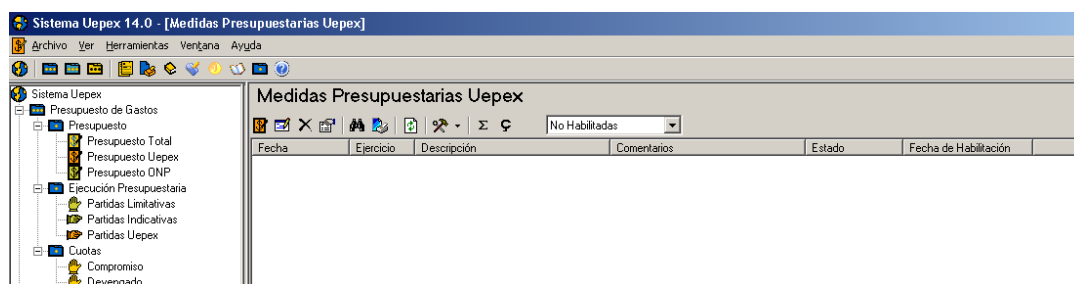 Sistema Uepex 14.0 - [Medidas Presupuestarias Uepex]
Archivo Ver Herramientas Ventana Ayuda
Sistema Uepex
Presupuesto de Gastos
Presupuesto
Presupuesto Total
Presupuesto Uepex
Presupuesto ONP
Ejecución Presupuestaria
Partidas Limitativas
Partidas Indicativas
Partidas Uepex
Cuotas
Compromiso
Devengado
Medidas Presupuestarias Uepex
Σ Ç No Habilitadas
Fecha Ejercicio Descripción Comentarios Estado Fecha de Habilitación